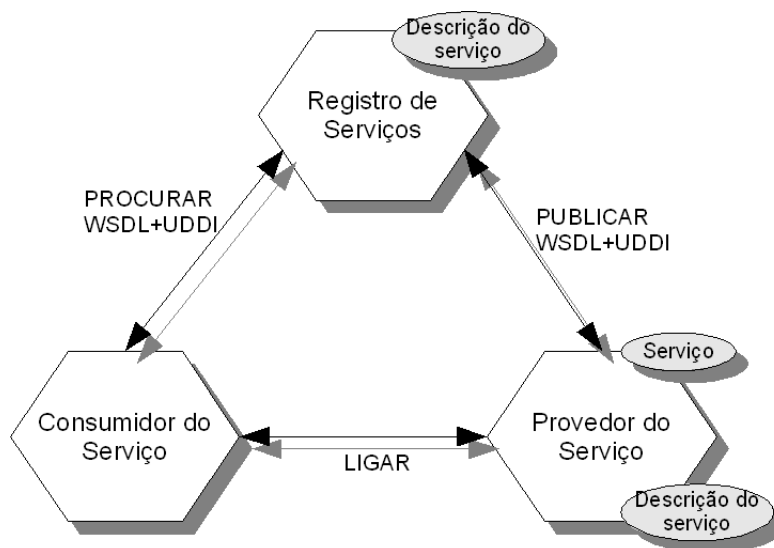 Descrição do
serviço
Registro de
Serviços
PROCURAR
WSDL+UDDI
PUBLICAR
WSDL+UDDI
Serviço
Consumidor do
Serviço
Provedor do
Serviço
LIGAR
Descrição do
serviço